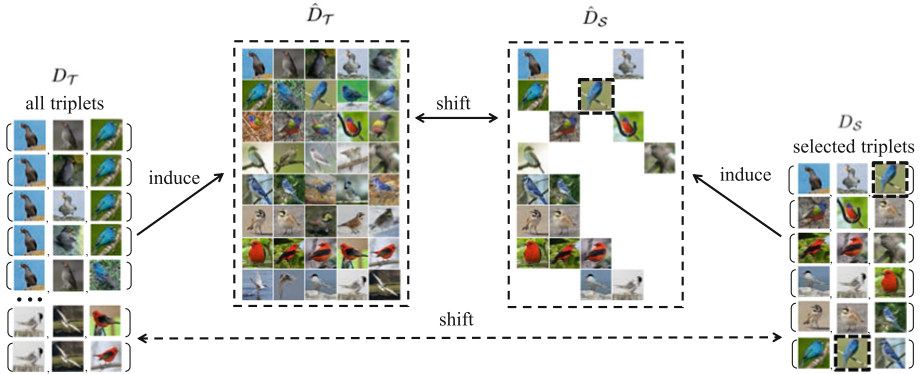 D̂_𝒯
D̂_𝒮
D_𝒯
all triplets
shift
D_𝒮
selected triplets
induce
induce
...
shift